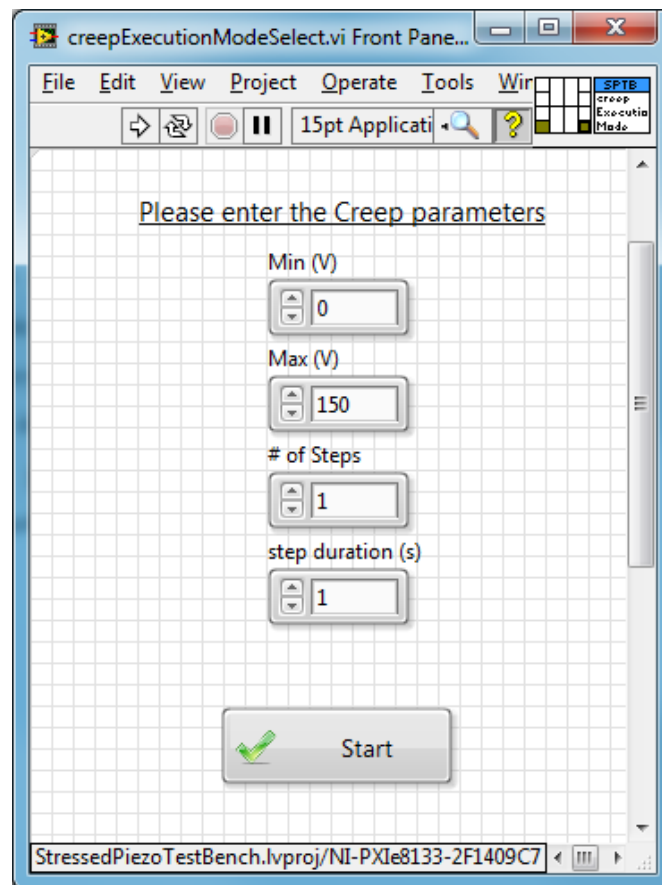 creepExecutionModeSelect.vi Front Pane...
File Edit View Project Operate Tools Wir
SPTB
creep
Executio
Mode
15pt Applicati
Please enter the Creep parameters
Min (V)
0
Max (V)
150
# of Steps
1
step duration (s)
1
Start
StressedPiezoTestBench.lvproj/NI-PXIe8133-2F1409C7